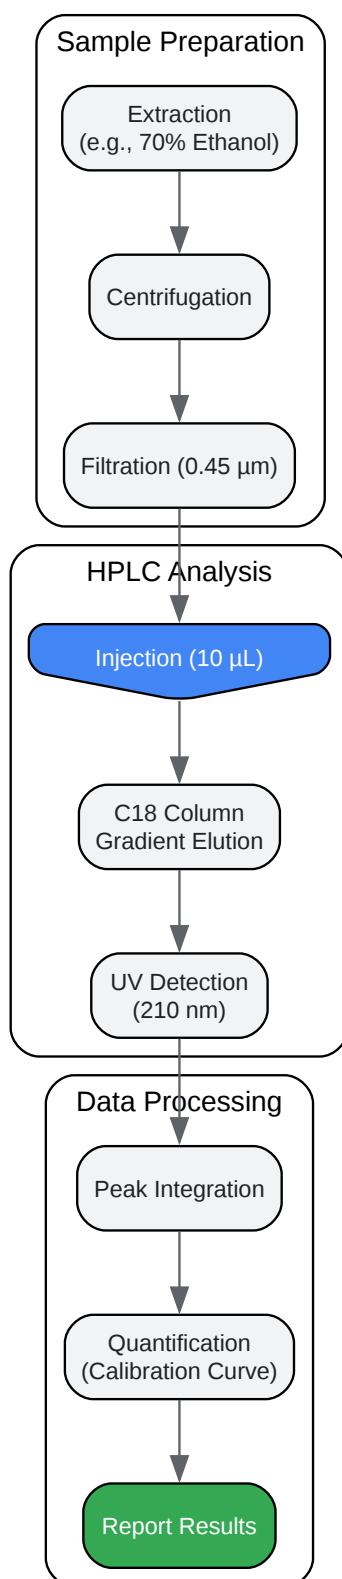 Sample Preparation
Extraction
(e.g., 70% Ethanol)
Centrifugation
Filtration (0.45 µm)
HPLC Analysis
Injection (10 µL)
C18 Column
Gradient Elution
UV Detection
(210 nm)
Data Processing
Peak Integration
Quantification
(Calibration Curve)
Report Results